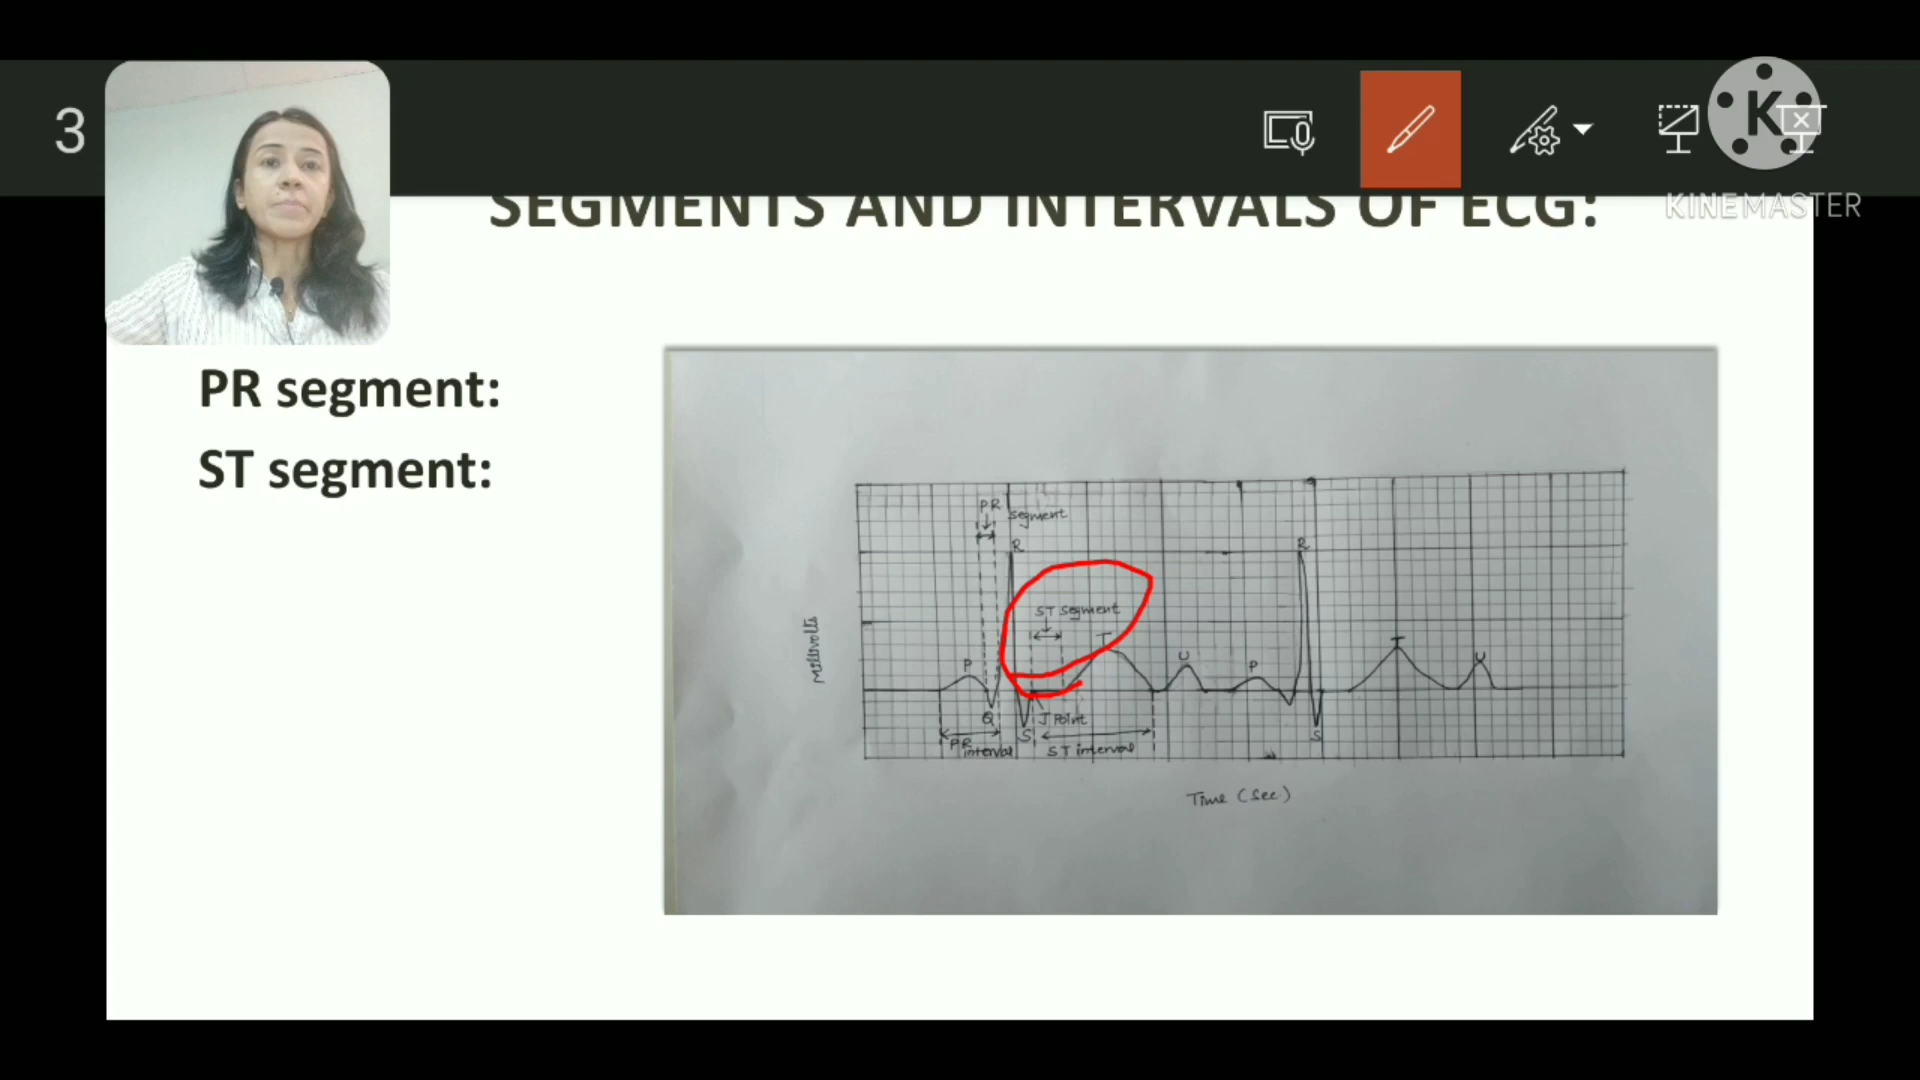 3
K
KINEMASTER
SEGMENTS AND INTERVALS OF ECG:
PR segment:
ST segment:
PR
segment
R
R
ST segment
T
T
P
U
P
U
Millivolts
Q
S
J Point
S
PR
interval
ST interval
Time (Sec)